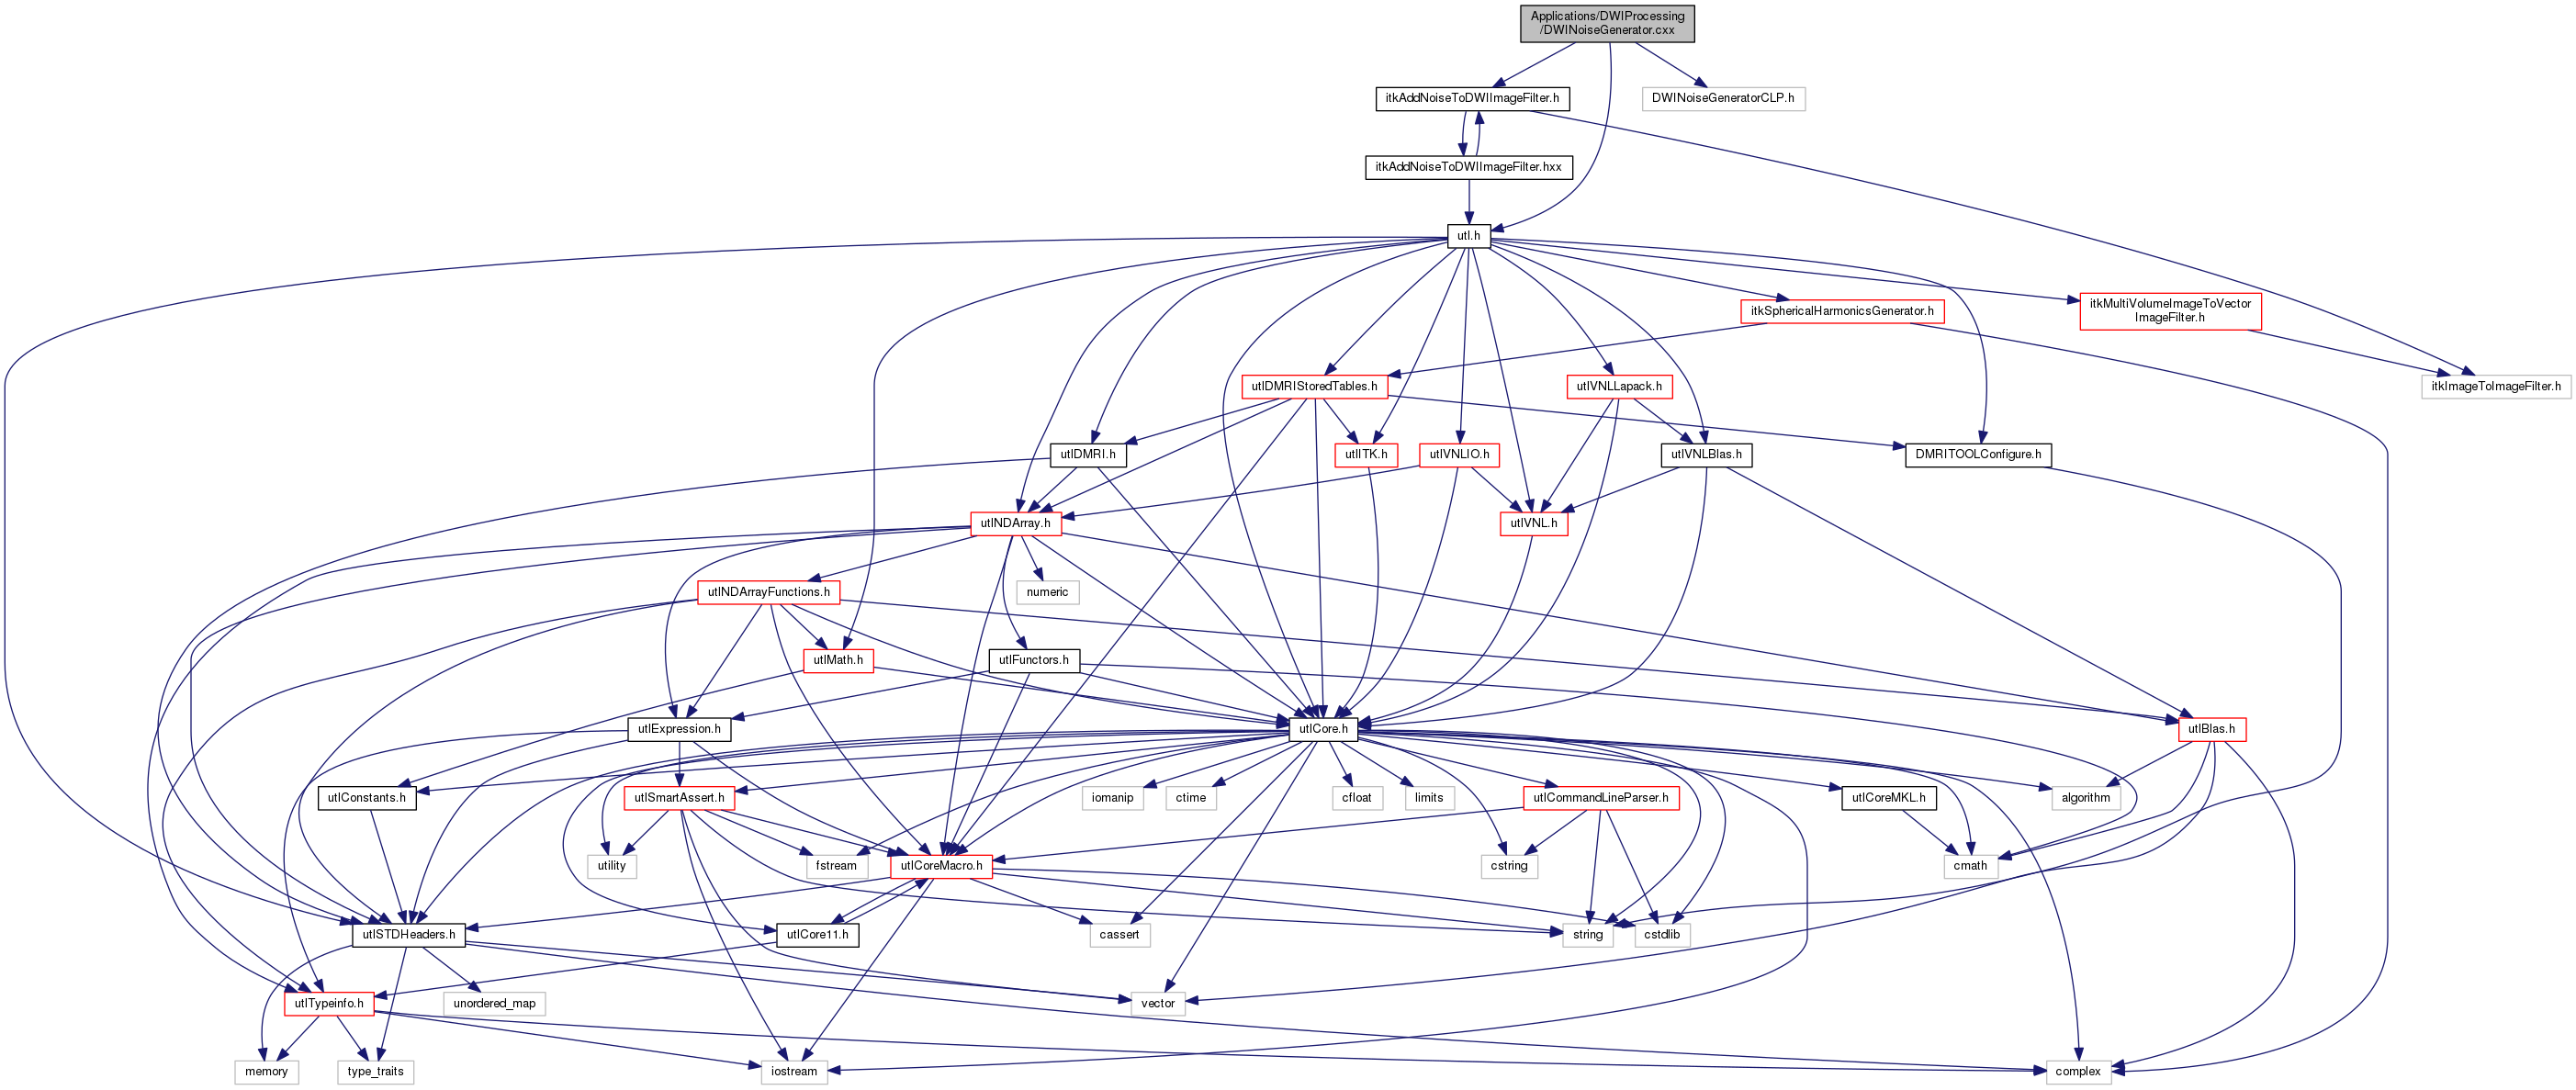 Applications/DWIProcessing
/DWINoiseGenerator.cxx
itkAddNoiseToDWIImageFilter.h
DWINoiseGeneratorCLP.h
itkAddNoiseToDWIImageFilter.hxx
utl.h
itkSphericalHarmonicsGenerator.h
itkMultiVolumeImageToVector
ImageFilter.h
utlDMRIStoredTables.h
utlVNLLapack.h
itkImageToImageFilter.h
utlDMRI.h
utlITK.h
utlVNLIO.h
utlVNLBlas.h
DMRITOOLConfigure.h
utlNDArray.h
utlVNL.h
utlNDArrayFunctions.h
numeric
utlMath.h
utlFunctors.h
utlExpression.h
utlCore.h
utlBlas.h
utlConstants.h
utlSmartAssert.h
iomanip
ctime
cfloat
limits
utlCommandLineParser.h
utlCoreMKL.h
algorithm
utility
fstream
utlCoreMacro.h
cstring
cmath
utlSTDHeaders.h
utlCore11.h
cassert
string
cstdlib
utlTypeinfo.h
unordered_map
vector
memory
type_traits
iostream
complex